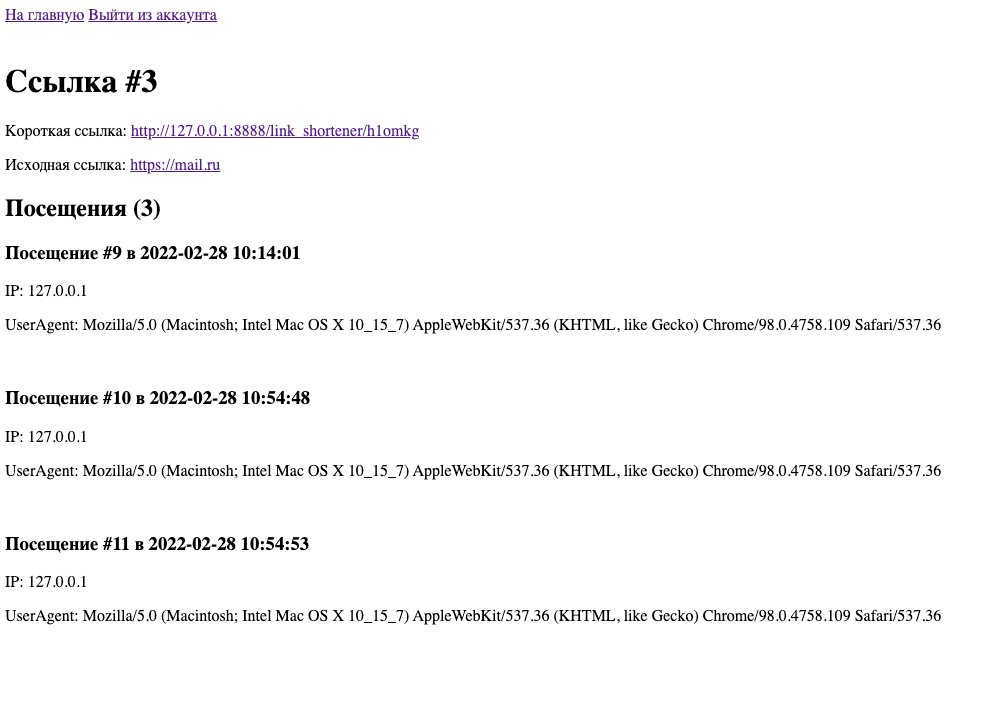 На главную Выйти из аккаунта
Ссылка #3
Короткая ссылка: http://127.0.0.1:8888/link_shortener/h1omkg
Исходная ссылка: https://mail.ru
Посещения (3)
Посещение #9 в 2022-02-28 10:14:01
IP: 127.0.0.1
UserAgent: Mozilla/5.0 (Macintosh; Intel Mac OS X 10_15_7) AppleWebKit/537.36 (KHTML, like Gecko) Chrome/98.0.4758.109 Safari/537.36
Посещение #10 в 2022-02-28 10:54:48
IP: 127.0.0.1
UserAgent: Mozilla/5.0 (Macintosh; Intel Mac OS X 10_15_7) AppleWebKit/537.36 (KHTML, like Gecko) Chrome/98.0.4758.109 Safari/537.36
Посещение #11 в 2022-02-28 10:54:53
IP: 127.0.0.1
UserAgent: Mozilla/5.0 (Macintosh; Intel Mac OS X 10_15_7) AppleWebKit/537.36 (KHTML, like Gecko) Chrome/98.0.4758.109 Safari/537.36